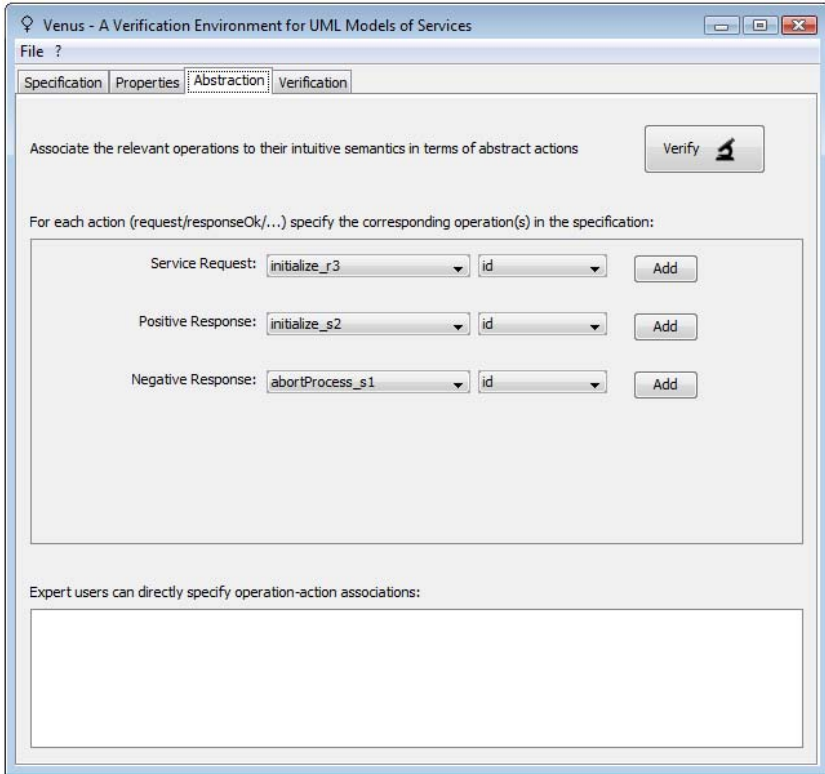 Venus - A Verification Environment for UML Models of Services
File ?
Specification Properties Abstraction Verification
Associate the relevant operations to their intuitive semantics in terms of abstract actions Verify
For each action (request/responseOk/...) specify the corresponding operation(s) in the specification:
Service Request: initialize_r3 id Add
Positive Response: initialize_s2 id Add
Negative Response: abortProcess_s1 id Add
Expert users can directly specify operation-action associations: